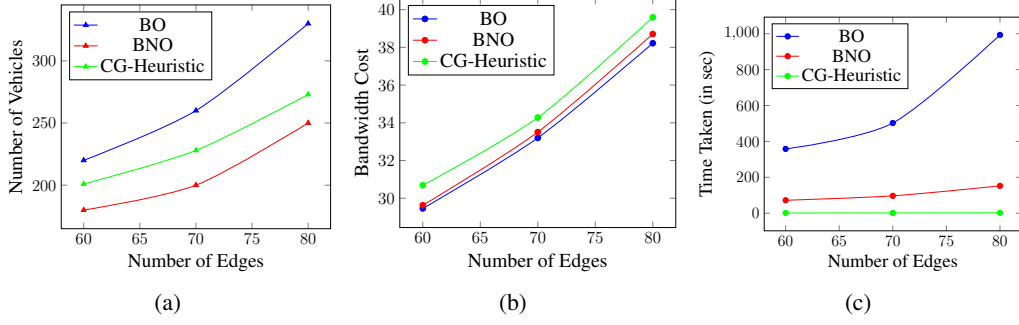 BO
BNO
CG-Heuristic
300
250
200
60
65
70
75
80
Number of Vehicles
Number of Edges
(a)
BO
BNO
CG-Heuristic
40
38
36
34
32
30
60
65
70
75
80
Bandwidth Cost
Number of Edges
(b)
BO
BNO
CG-Heuristic
1,000
800
600
400
200
0
60
65
70
75
80
Time Taken (in sec)
Number of Edges
(c)